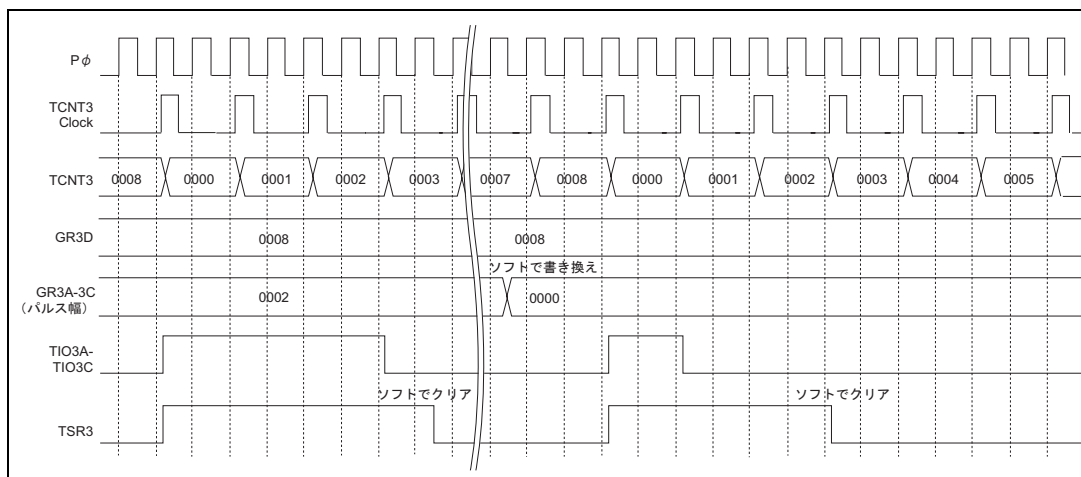 Pφ
TCNT3
Clock
TCNT3 0008 0000 0001 0002 0003 0007 0008 0000 0001 0002 0003 0004 0005
GR3D 0008 0008
ソフトで書き換え
GR3A-3C
（パルス幅） 0002 0000
TIO3A-
TIO3C
ソフトでクリア ソフトでクリア
TSR3